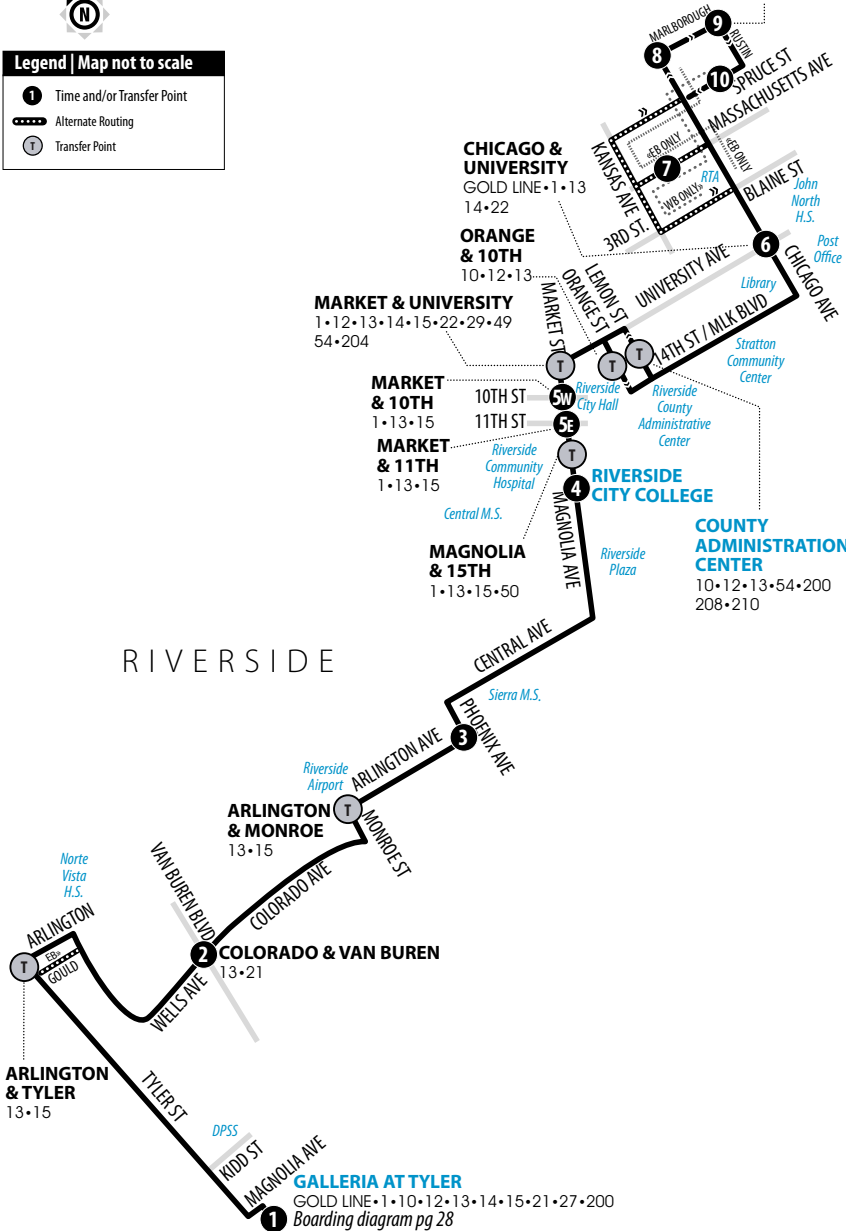 N
Legend | Map not to scale
1 Time and/or Transfer Point
Alternate Routing
T Transfer Point
MARLBOROUGH
9
RUSTIN
8
10
SPRUCE ST
MASSACHUSETTS AVE
«EB ONLY
«EB ONLY
7
RTA
KANSAS AVE
WB ONLY»
BLAINE ST
3RD ST.
John
North
H.S.
CHICAGO &
UNIVERSITY
GOLD LINE•1•13
14•22
6
Post
Office
CHICAGO AVE
UNIVERSITY AVE
Library
ORANGE
& 10TH
10•12•13
LEMON ST
ORANGE ST
MARKET ST
14TH ST / MLK BLVD
Stratton
Community
Center
MARKET & UNIVERSITY
1•12•13•14•15•22•29•49
54•204
T
T
T
MARKET
& 10TH
1•13•15
10TH ST
5W
Riverside
City Hall
Riverside
County
Administrative
Center
11TH ST
5E
MARKET
& 11TH
1•13•15
Riverside
Community
Hospital
T
4
RIVERSIDE
CITY COLLEGE
Central M.S.
MAGNOLIA AVE
MAGNOLIA
& 15TH
1•13•15•50
Riverside
Plaza
COUNTY
ADMINISTRATION
CENTER
10•12•13•54•200
208•210
RIVERSIDE
CENTRAL AVE
Sierra M.S.
PHOENIX AVE
3
ARLINGTON AVE
Riverside
Airport
T
ARLINGTON
& MONROE
13•15
MONROE ST
COLORADO AVE
VAN BUREN BLVD
Norte
Vista
H.S.
ARLINGTON
EB»
GOULD
T
2
COLORADO & VAN BUREN
13•21
WELLS AVE
ARLINGTON
& TYLER
13•15
TYLER ST
DPSS
KIDD ST
MAGNOLIA AVE
GALLERIA AT TYLER
GOLD LINE•1•10•12•13•14•15•21•27•200
1
Boarding diagram pg 28